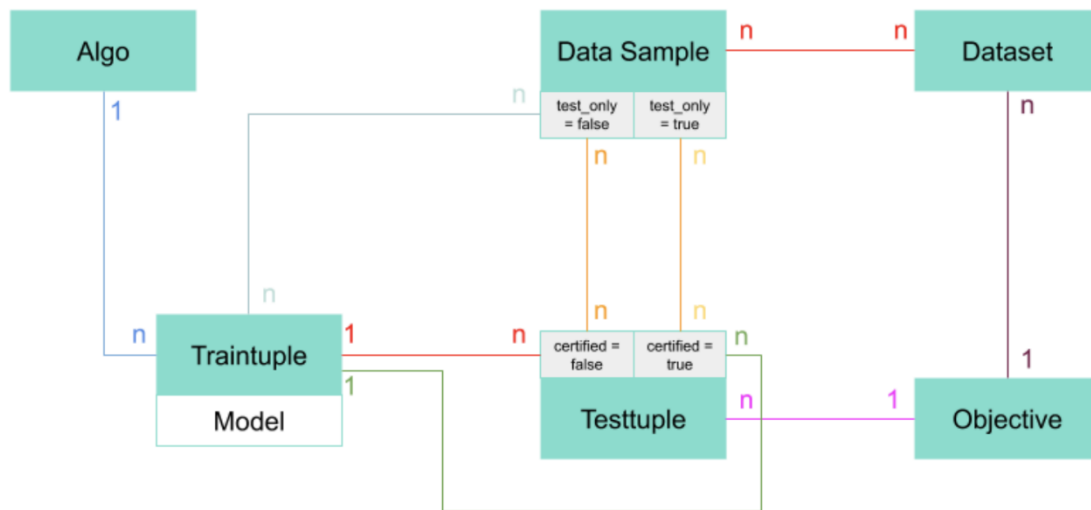 Algo
Data Sample
n
n
Dataset
1
n
test_only
= false
test_only
= true
n
n
n
n
n
n
n
n
1
n
certified =
false
certified =
true
n
1
Traintuple
1
Model
Testtuple
n
1
Objective